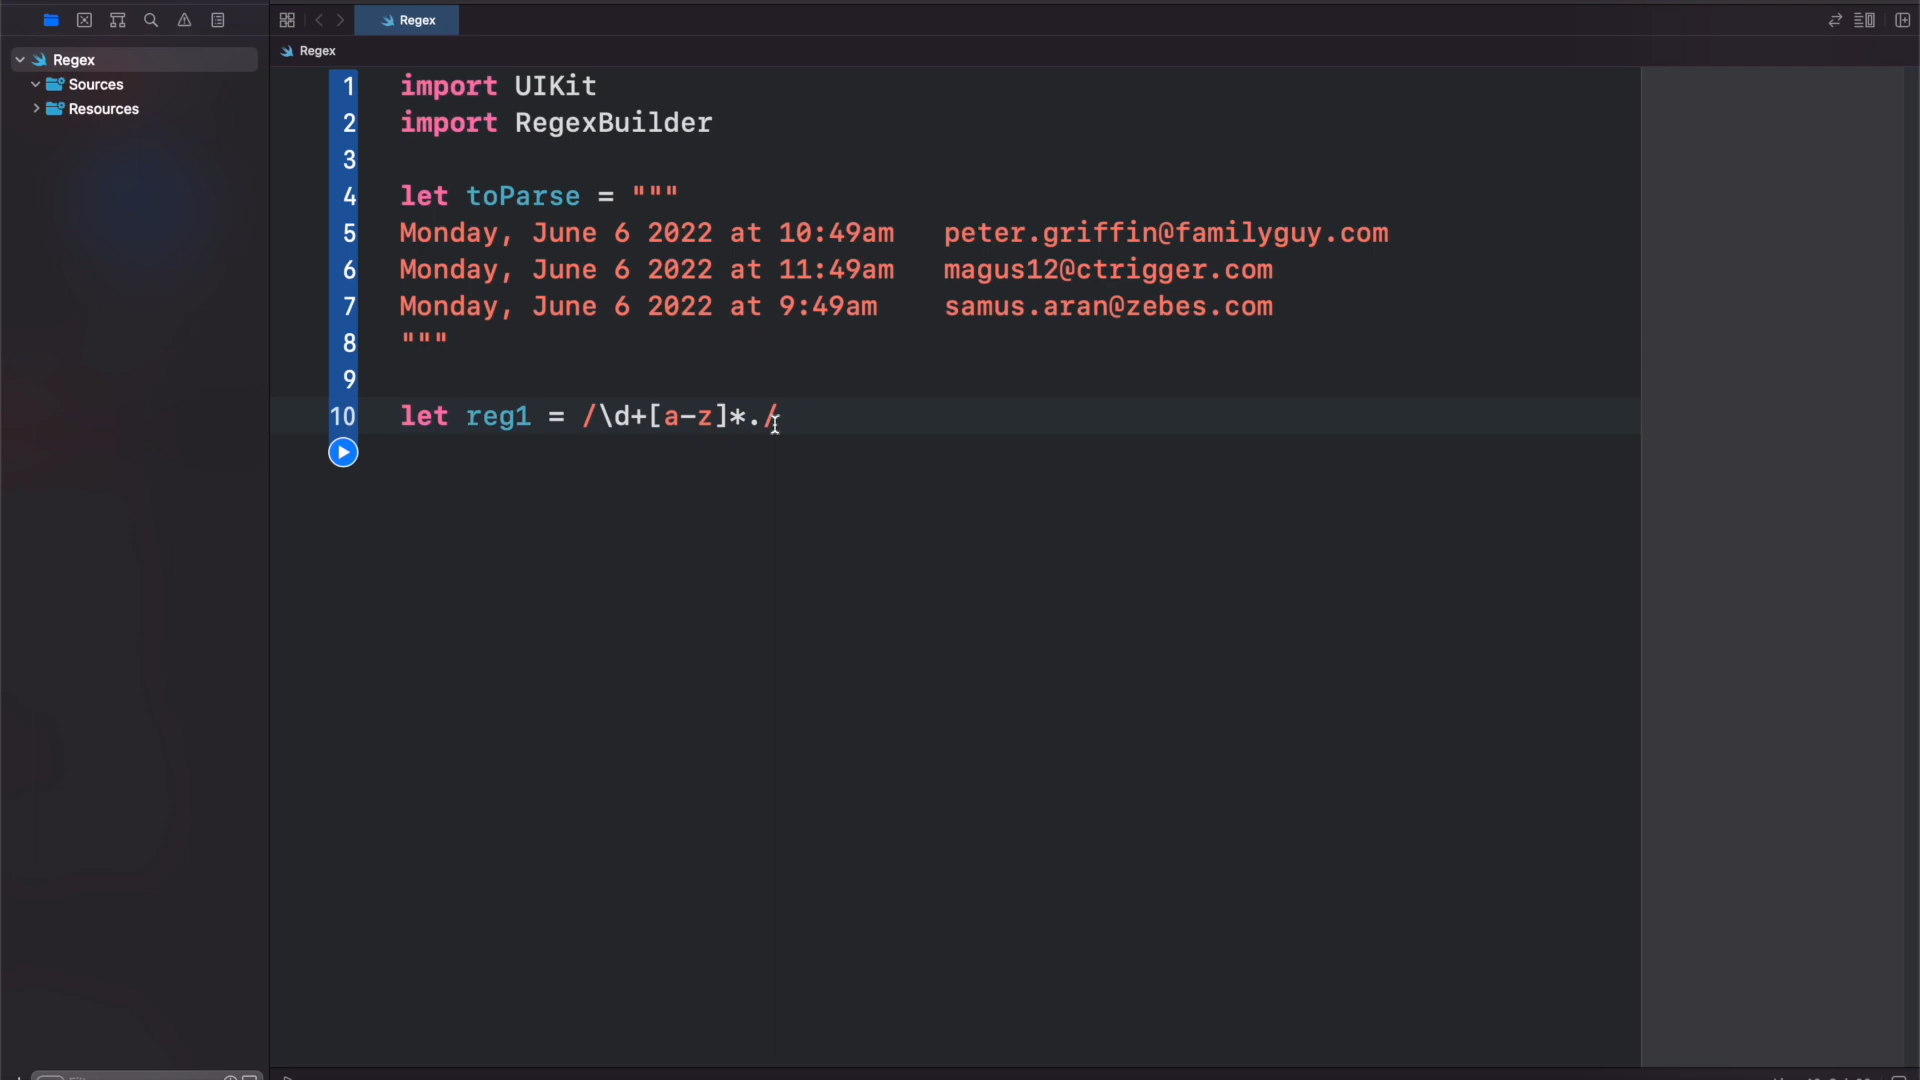 Regex
Regex
Regex
Sources
Resources
1 import UIKit
2 import RegexBuilder
3
4 let toParse = """
5 Monday, June 6 2022 at 10:49am   peter.griffin@familyguy.com
6 Monday, June 6 2022 at 11:49am   magus12@ctrigger.com
7 Monday, June 6 2022 at 9:49am    samus.aran@zebes.com
8 """
9
10 let reg1 = /\d+[a-z]*./